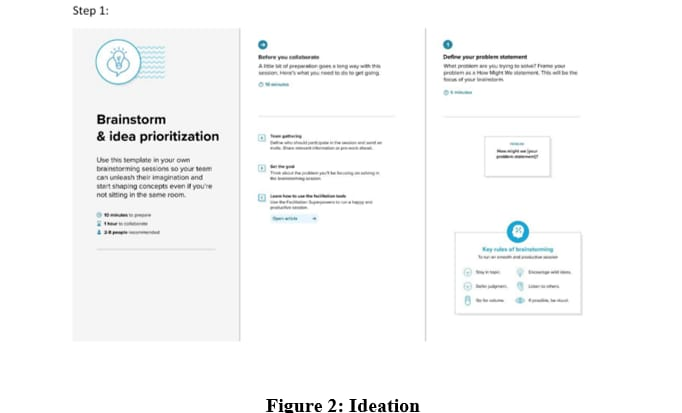 Step 1:
Brainstorm
& idea prioritization
Use this template in your own
brainstorming sessions so your team
can unleash their imagination and
start shaping concepts even if you're
not sitting in the same room.
10 minutes to prepare
1 hour to collaborate
2-8 people recommended
Before you collaborate
A little bit of preparation goes a long way with this
session. Here's what you need to do to get going.
10 minutes
A
Team gathering
Define who should participate in the session and send an
invite. Share relevant information or pre-work ahead.
B
Set the goal
Think about the problem you'll be focusing on solving in
the brainstorming session.
C
Learn how to use the facilitation tools
Use the Facilitation Superpowers to run a happy and
productive session.
Open article
1
Define your problem statement
What problem are you trying to solve? Frame your
problem as a How Might We statement. This will be the
focus of your brainstorm.
5 minutes
PROBLEM
How might we [your
problem statement]?
Key rules of brainstorming
To run an smooth and productive session
Stay in topic.
Encourage wild ideas.
Defer judgment.
Listen to others.
Go for volume.
If possible, be visual.
Figure 2: Ideation